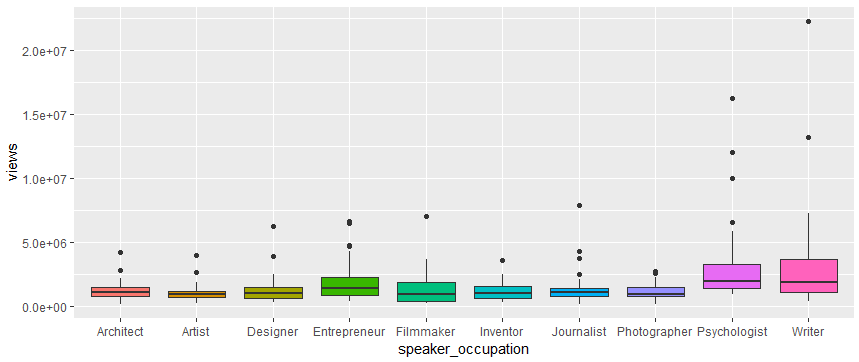 2.0e+07
1.5e+07
1.0e+07
5.0e+06
0.0e+00
views
Architect Artist Designer Entrepreneur Filmmaker Inventor Journalist Photographer Psychologist Writer
speaker_occupation